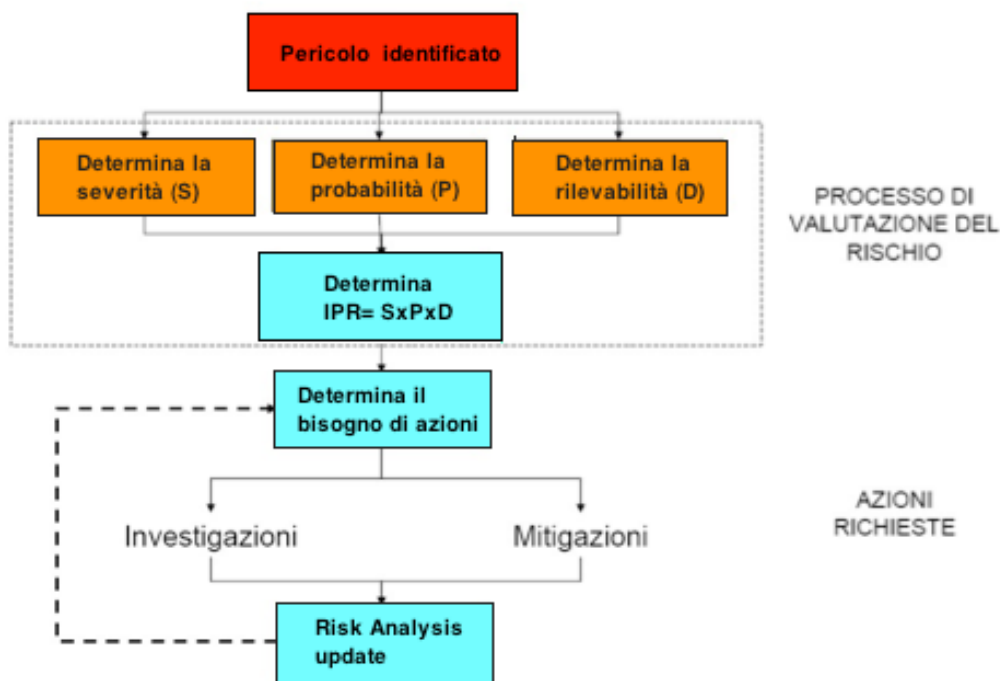 Pericolo identificato
Determina la
severità (S)
Determina la
probabilità (P)
Determina la
rilevabilità (D)
PROCESSO DI
VALUTAZIONE DEL
RISCHIO
Determina
IPR= SxPxD
Determina il
bisogno di azioni
Investigazioni
Mitigazioni
AZIONI
RICHIESTE
Risk Analysis
update